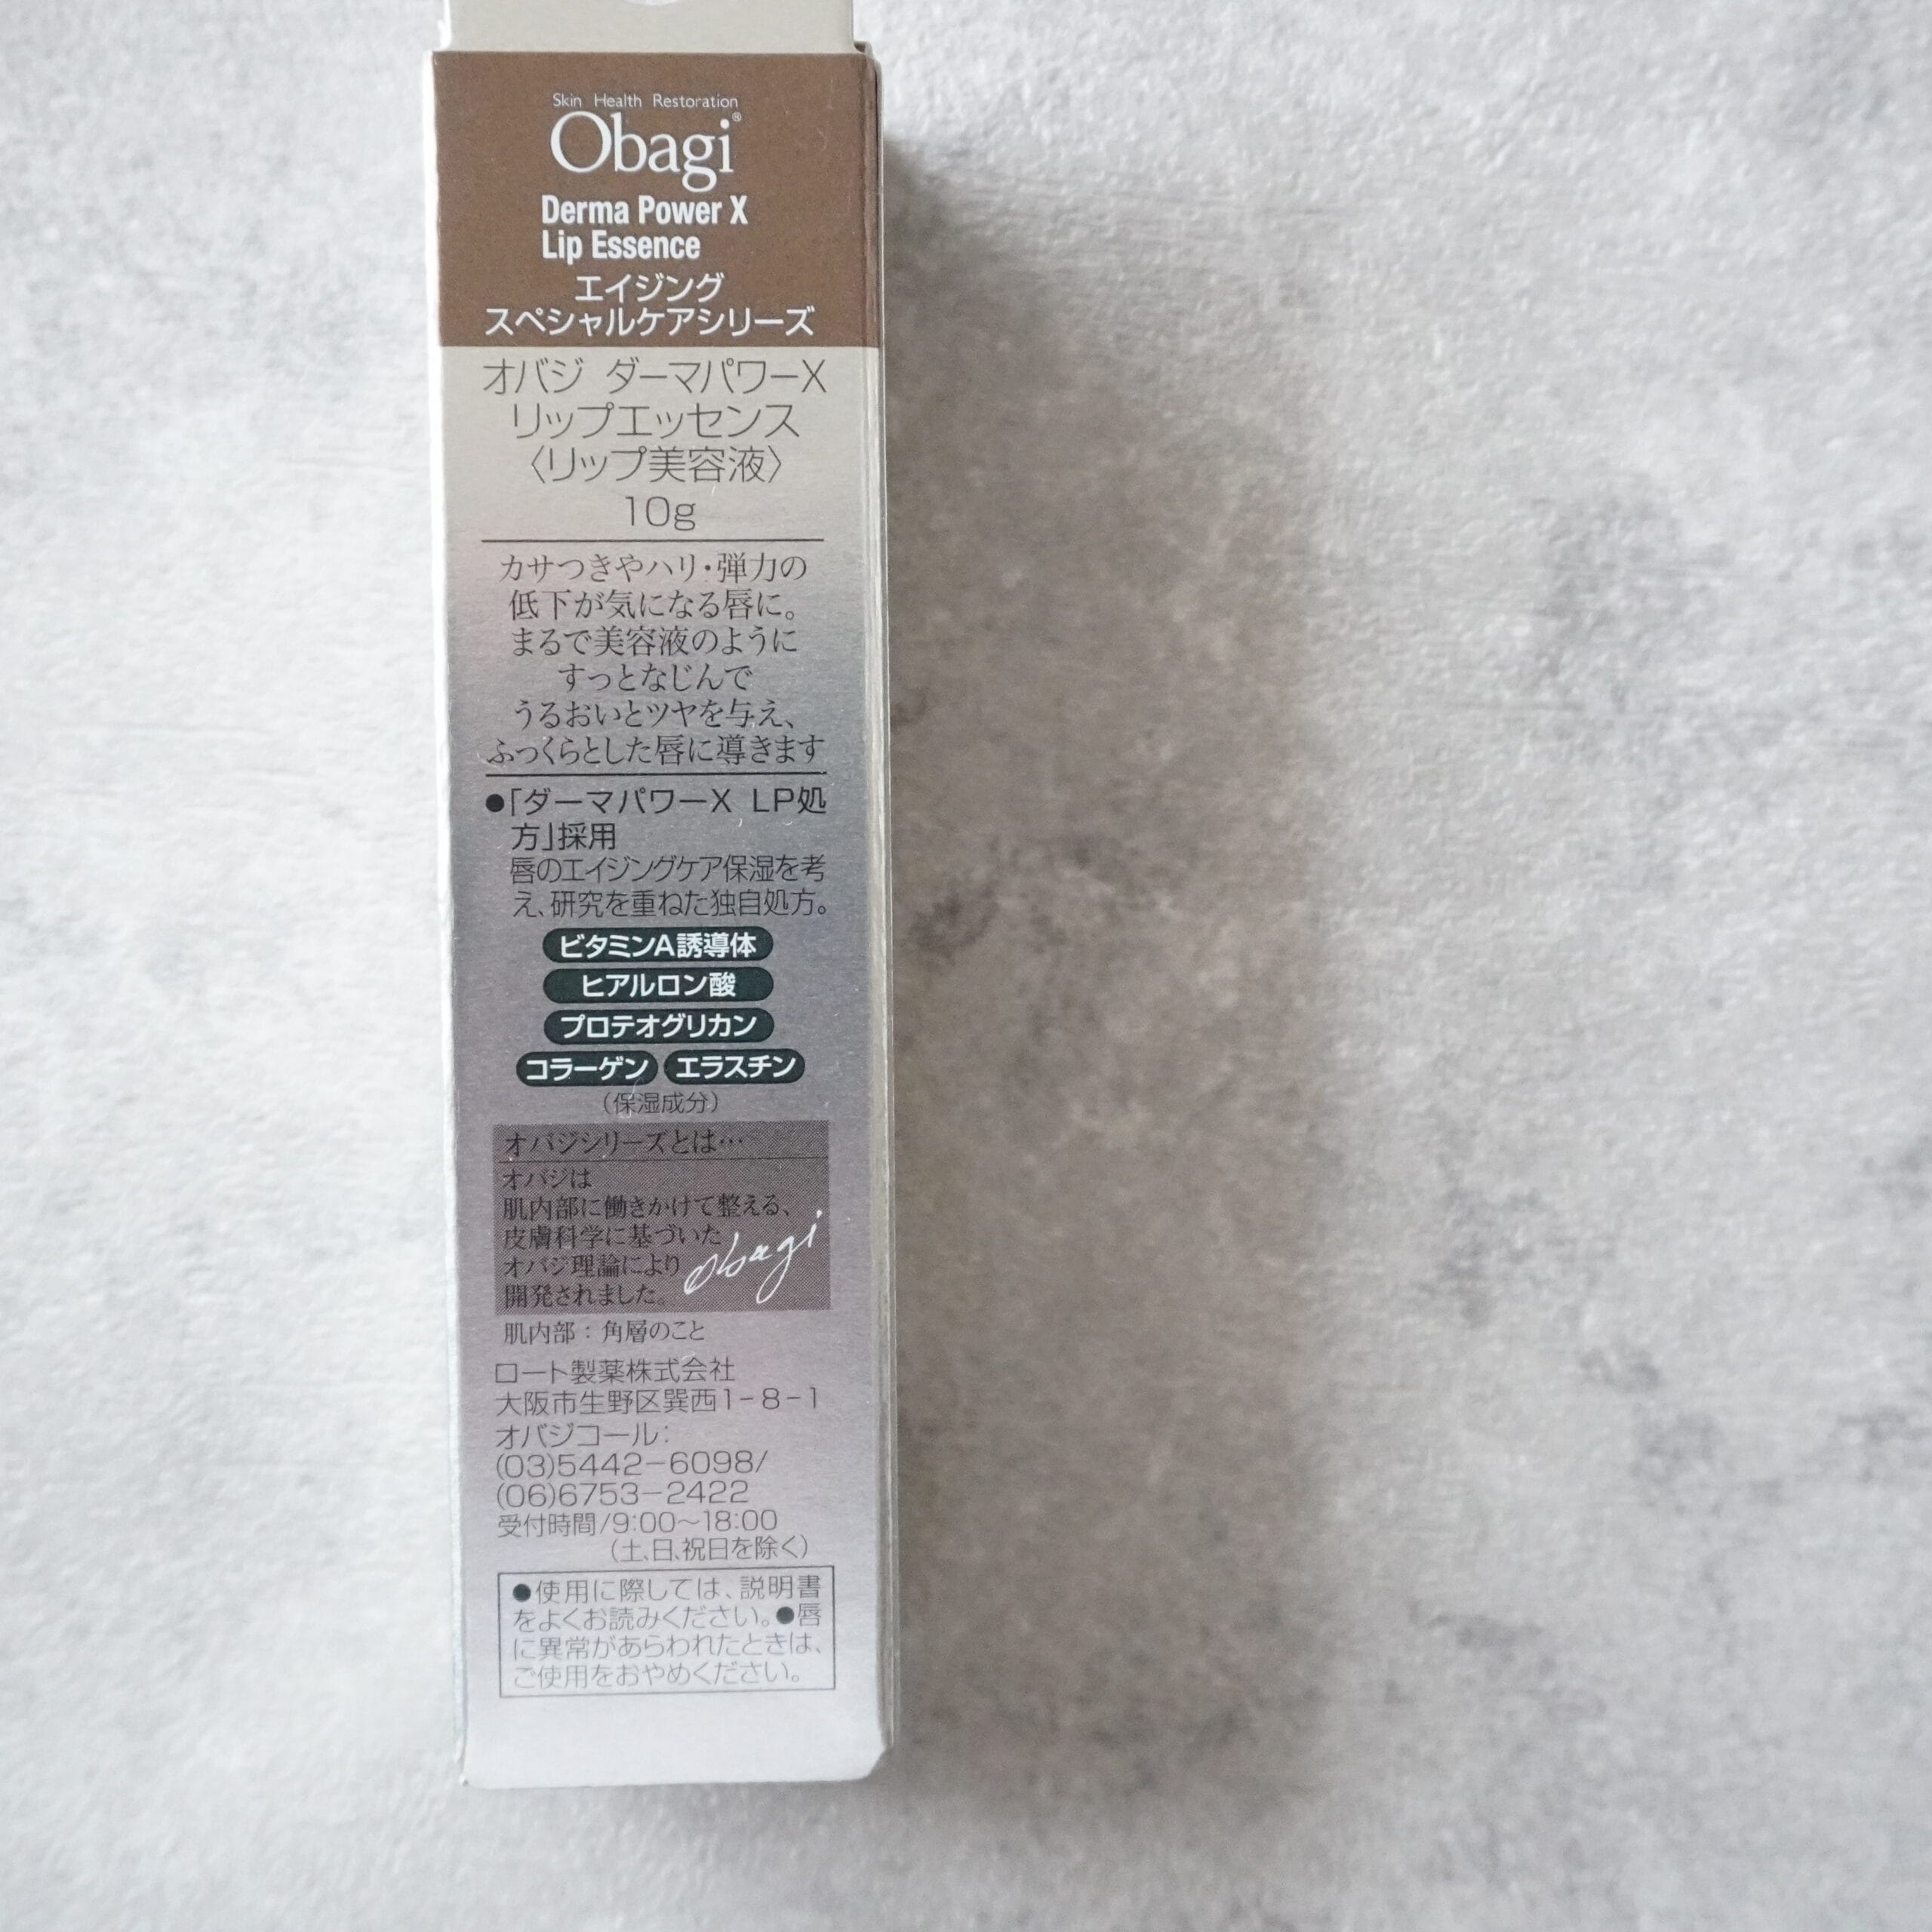 Skin Health Restoration
Obagi®
Derma Power X
Lip Essence
エイジング
スペシャルケアシリーズ
オバジ ダーマパワーX
リップエッセンス
〈リップ美容液〉
10g
カサつきやハリ・弾力の
低下が気になる唇に。
まるで美容液のように
すっとなじんで
うるおいとツヤを与え、
ふっくらとした唇に導きます
●「ダーマパワーX LP処
方」採用
唇のエイジングケア保湿を考
え、研究を重ねた独自処方。
ビタミンA誘導体
ヒアルロン酸
プロテオグリカン
コラーゲン エラスチン
(保湿成分)
オバジシリーズとは…
オバジは
肌内部に働きかけて整える、
皮膚科学に基づいた
オバジ理論により
開発されました。
obagi
肌内部：角層のこと
ロート製薬株式会社
大阪市生野区巽西1-8-1
オバジコール：
(03)5442-6098/
(06)6753-2422
受付時間/9:00～18:00
(土、日、祝日を除く)
●使用に際しては、説明書
をよくお読みください。●唇
に異常があらわれたときは、
ご使用をおやめください。